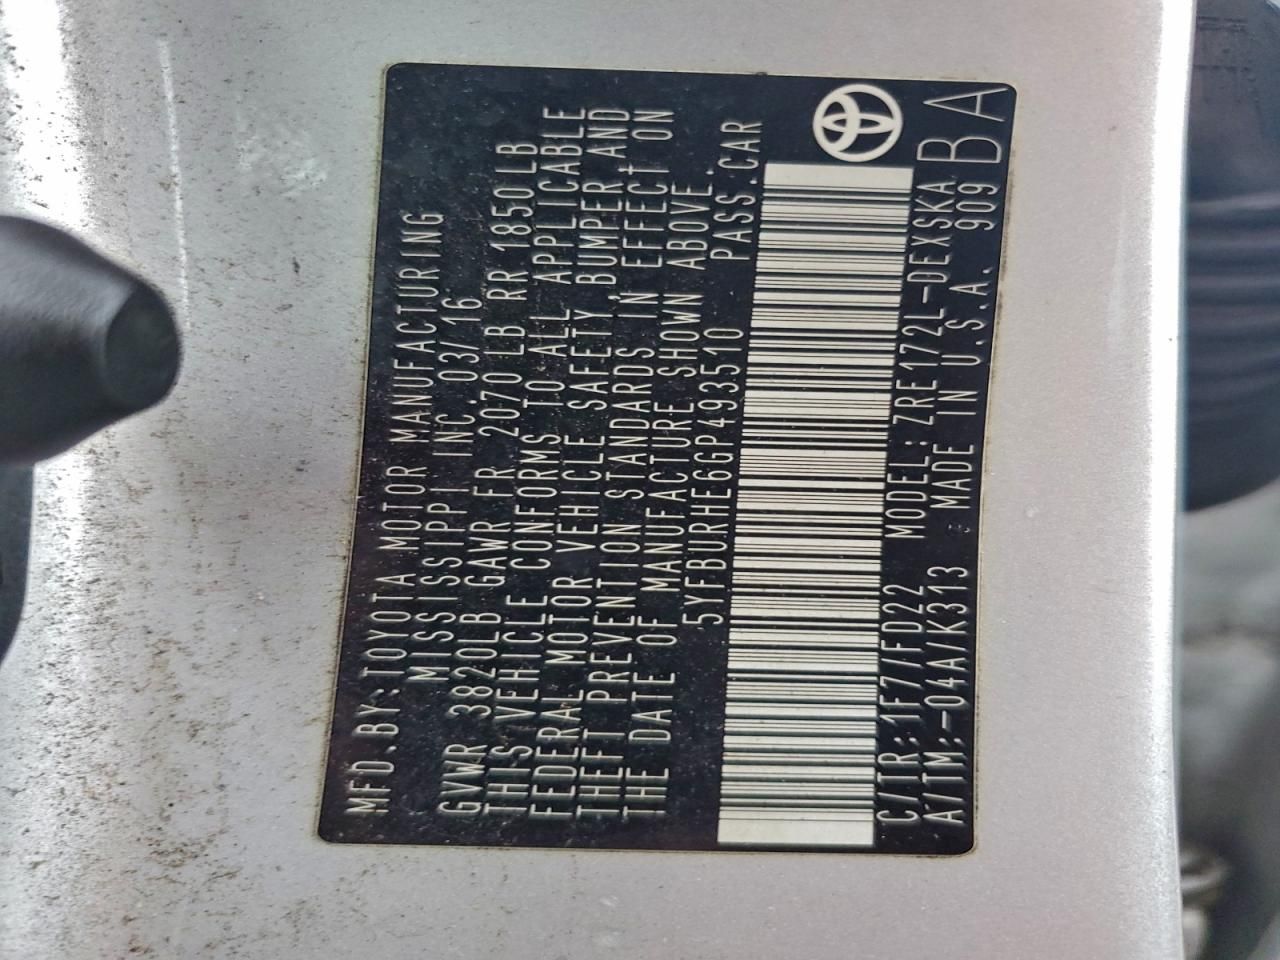 MFD.BY:TOYOTA MOTOR MANUFACTURING
MISSISSIPPI INC. 03/16
GVWR 3820LB GAWR FR 2070 LB RR 1850 LB
THIS VEHICLE CONFORMS TO ALL APPLICABLE
FEDERAL MOTOR VEHICLE SAFETY, BUMPER AND
THEFT PREVENTION STANDARDS IN EFFECT ON
THE DATE OF MANUFACTURE SHOWN ABOVE.
5YFBURHE6GP493510 PASS.CAR
C/TR:1F7/FD22 MODEL:ZRE172L-DEXSKA B
A/TM:-04A/K313 : MADE IN U.S.A. 909 BA